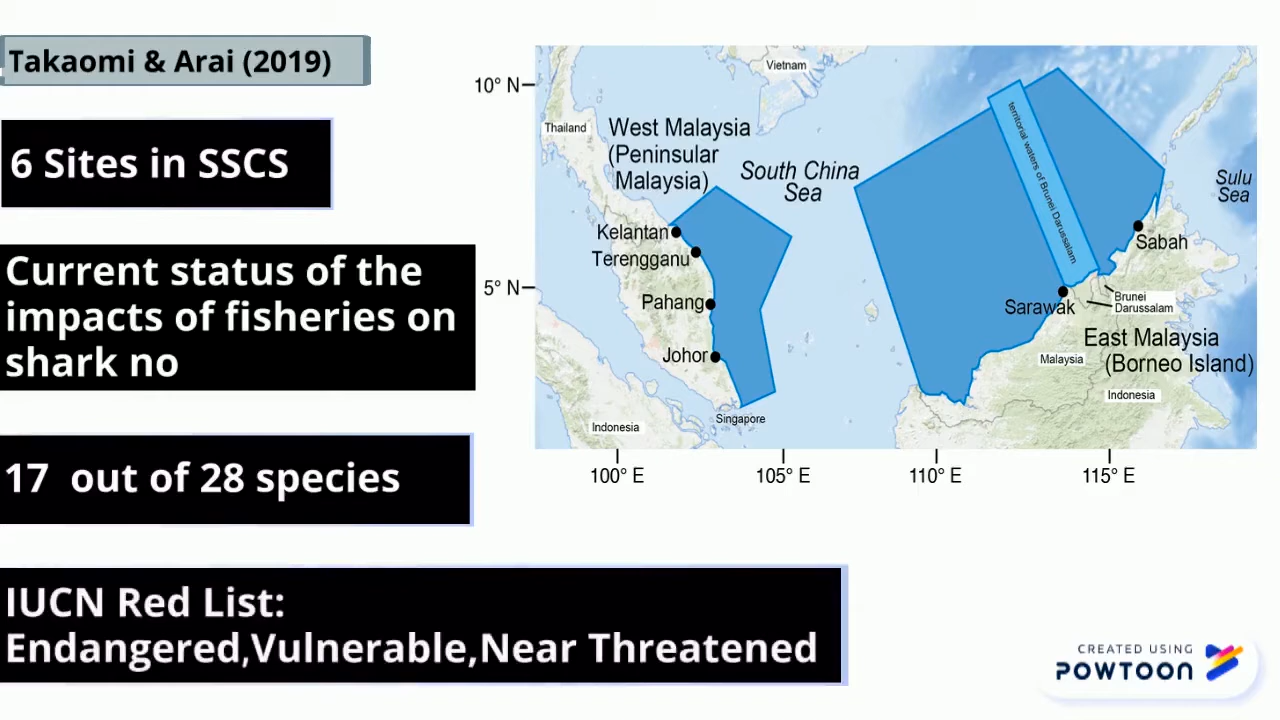 Takaomi & Arai (2019)
6 Sites in SSCS
Current status of the
impacts of fisheries on
shark no
17 out of 28 species
IUCN Red List:
Endangered,Vulnerable,Near Threatened
10° N
5° N
100° E
105° E
110° E
115° E
Vietnam
Thailand
West Malaysia
(Peninsular
Malaysia)
South China
Sea
territorial waters of Brunei Darussalam
Sulu
Sea
Kelantan
Terengganu
Pahang
Johor
Singapore
Indonesia
Sabah
Sarawak
Brunei
Darussalam
East Malaysia
(Borneo Island)
Malaysia
Indonesia
CREATED USING
POWTOON